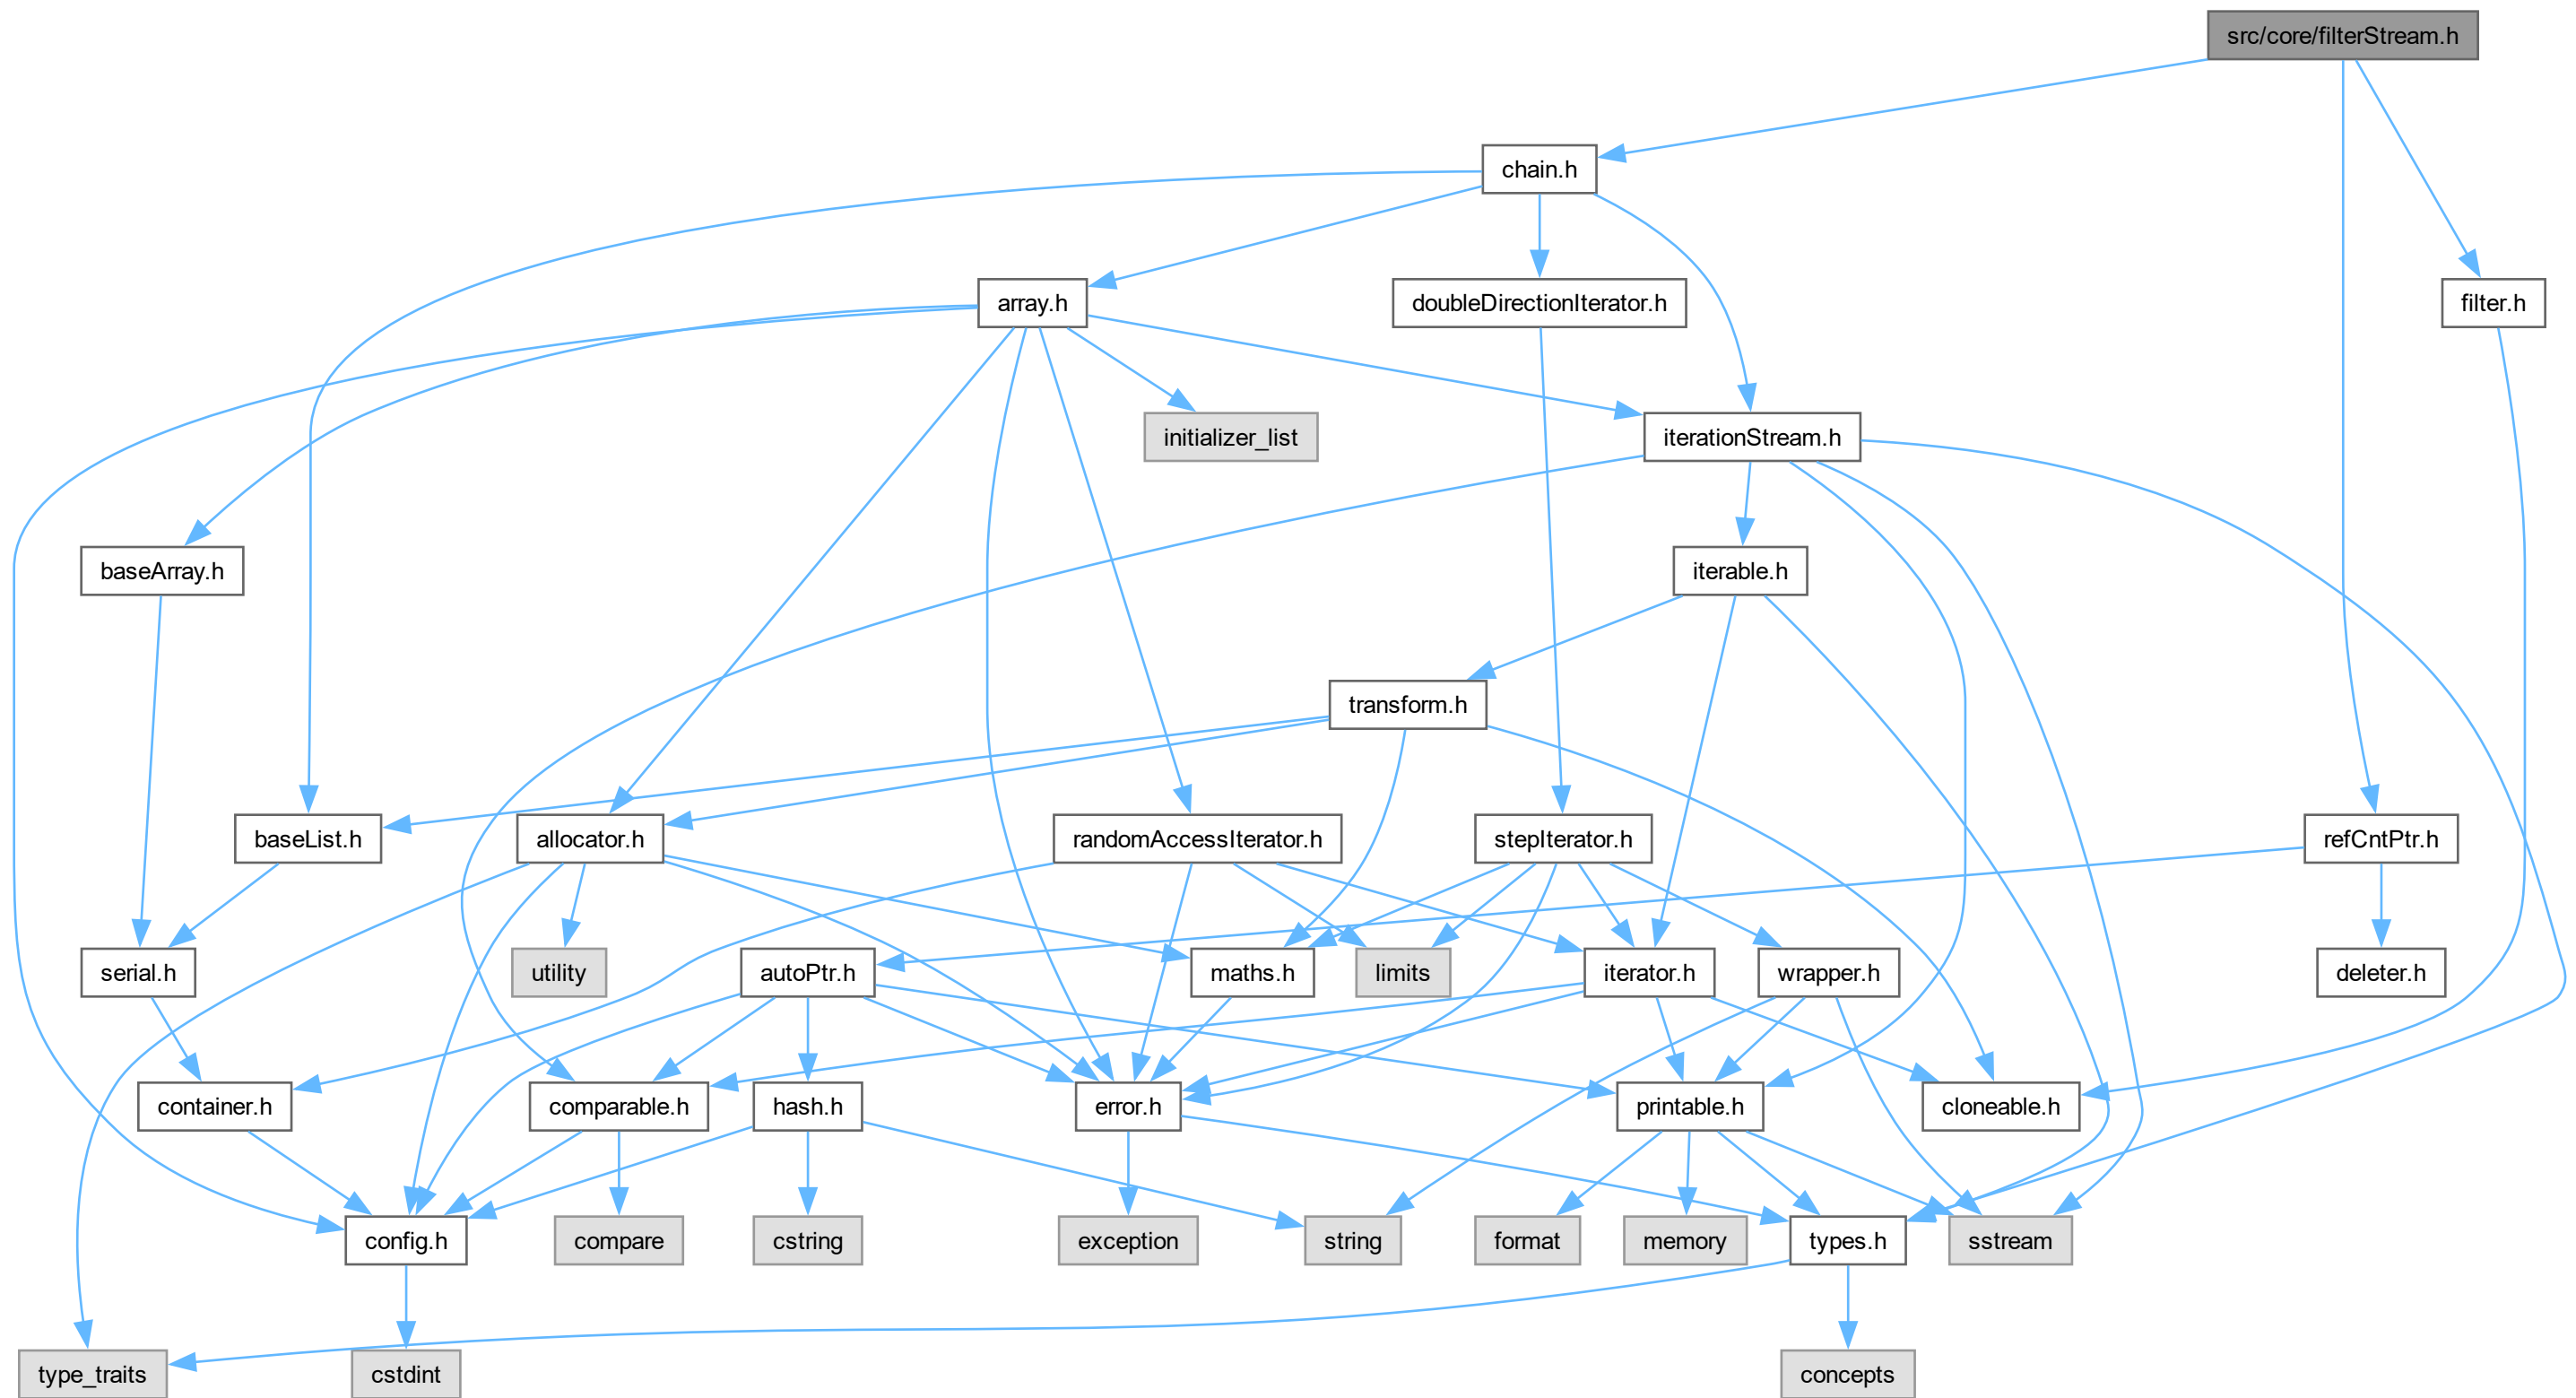 src/core/filterStream.h
chain.h
array.h
doubleDirectionIterator.h
filter.h
initializer_list
iterationStream.h
baseArray.h
iterable.h
transform.h
baseList.h
allocator.h
randomAccessIterator.h
stepIterator.h
refCntPtr.h
serial.h
utility
autoPtr.h
maths.h
limits
iterator.h
wrapper.h
deleter.h
container.h
comparable.h
hash.h
error.h
printable.h
cloneable.h
config.h
compare
cstring
exception
string
format
memory
types.h
sstream
type_traits
cstdint
concepts